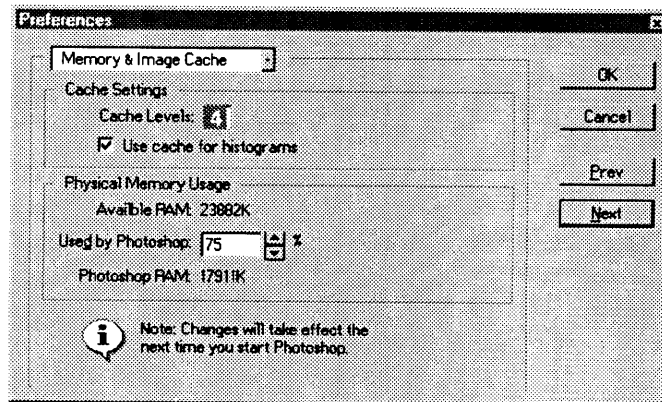 Preferences
Memory & Image Cache
OK
Cache Settings
Cache Levels: 4
Cancel
Use cache for histograms
Prev
Physical Memory Usage
Availble RAM: 23882K
Next
Used by Photoshop: 75 %
Photoshop RAM: 17911K
Note: Changes will take effect the
next time you start Photoshop.